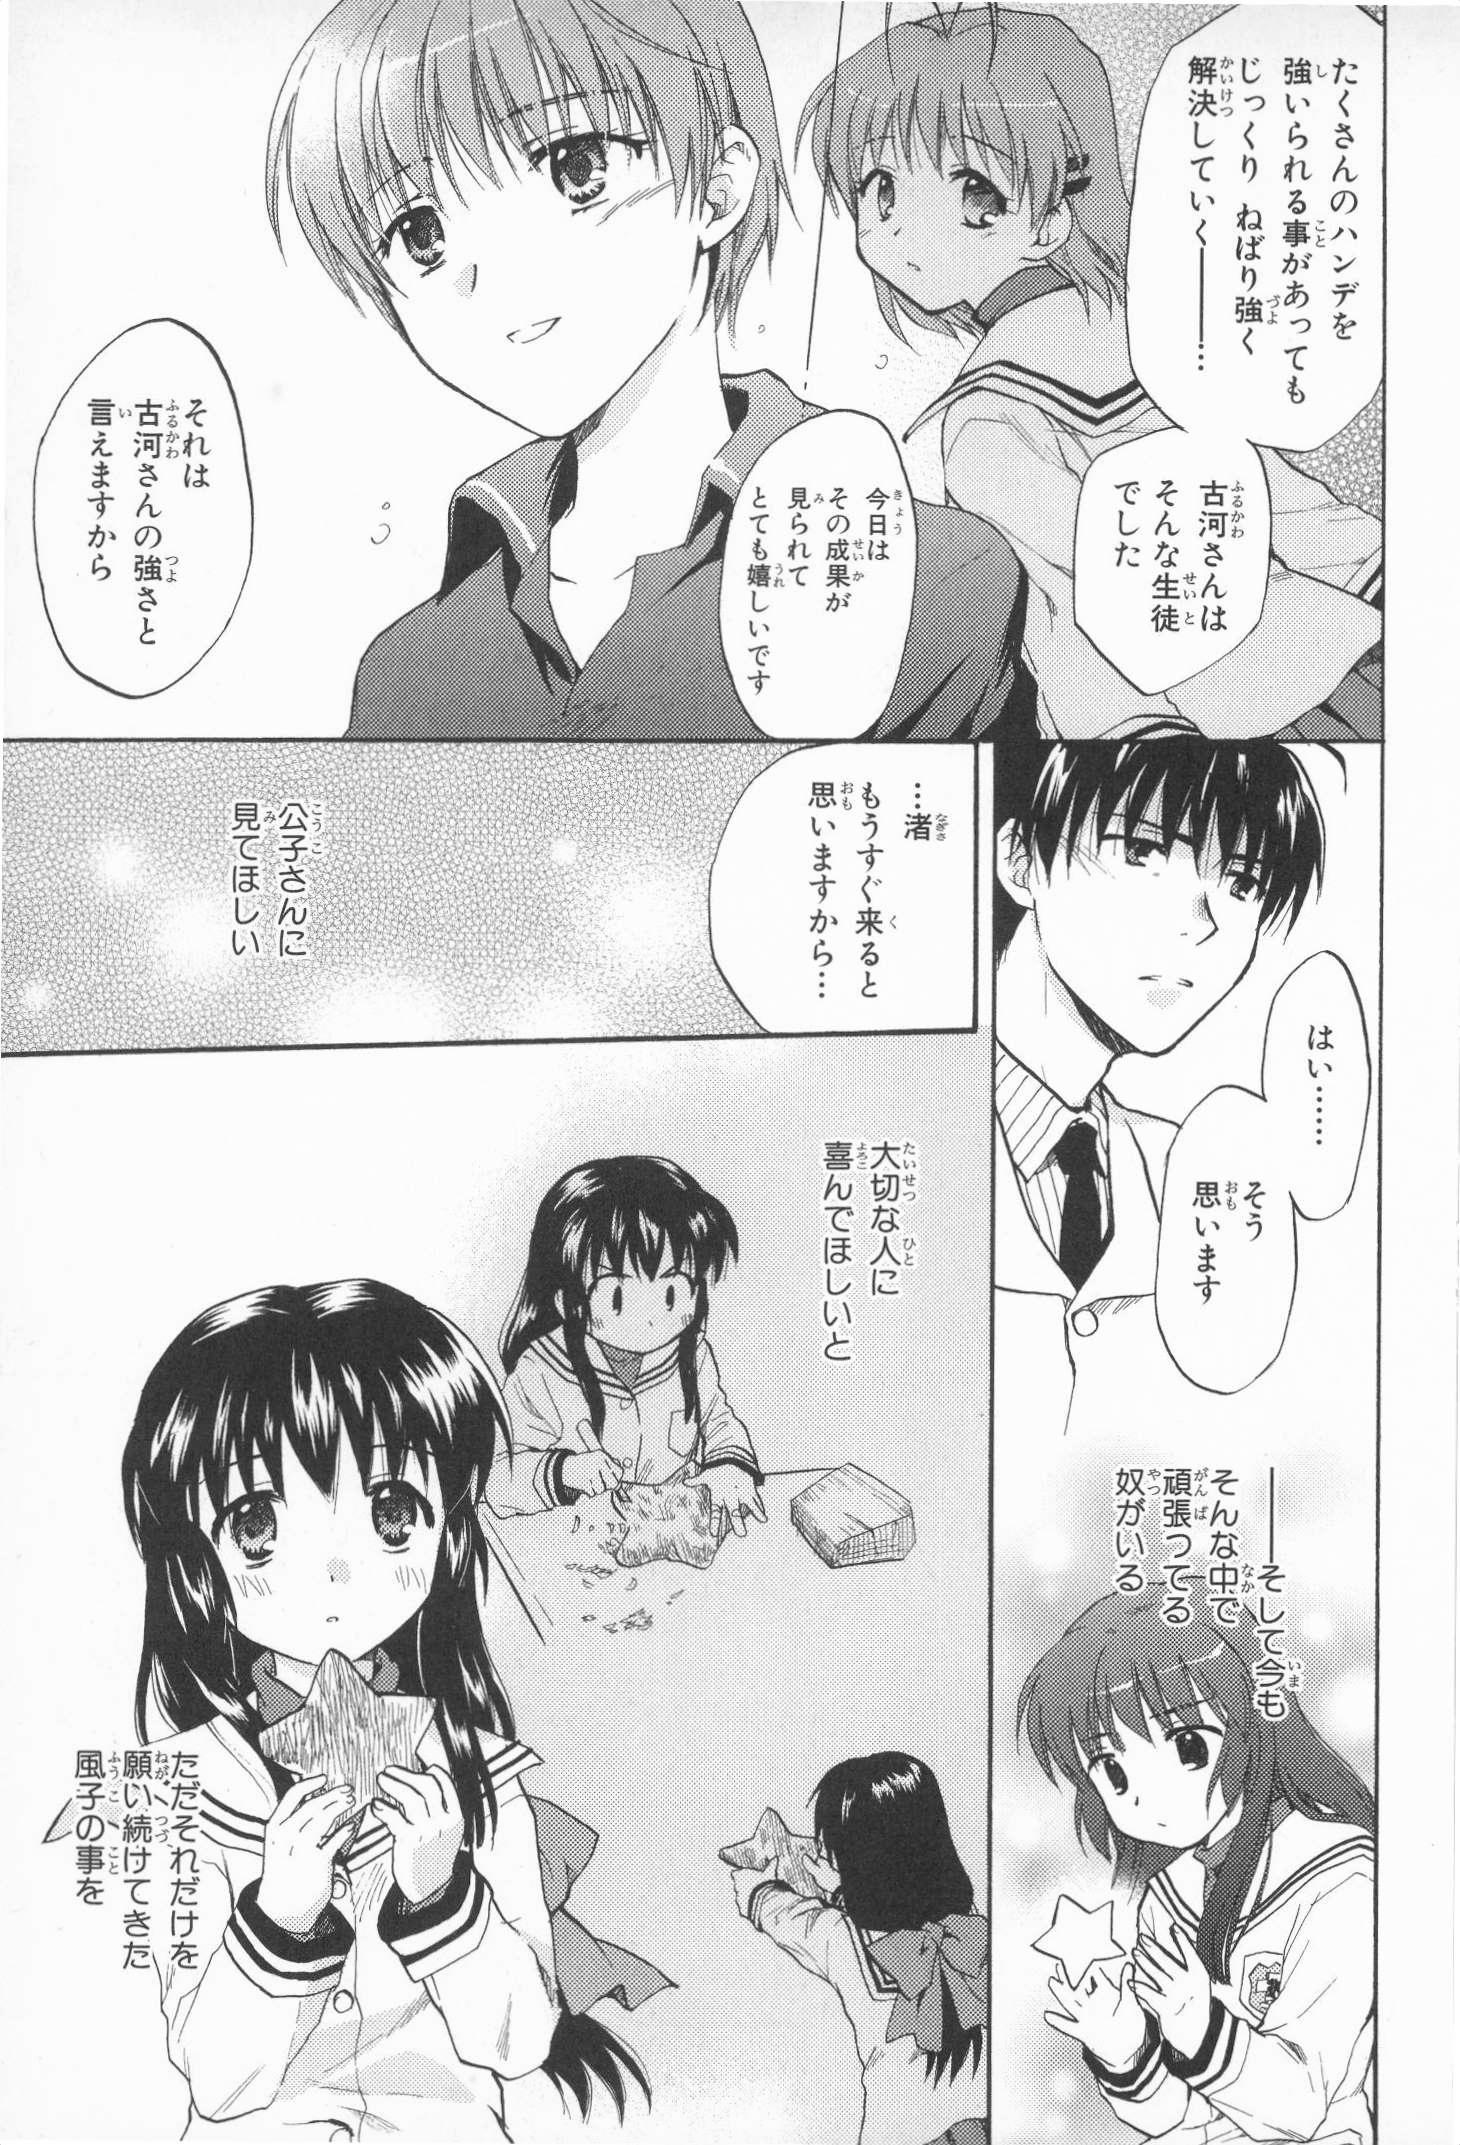 たくさんのハンデを
強いられる事があっても
じっくり ねばり強く
解決していく――…
古河さんは
そんな生徒
でした
今日は
その成果が
見られて
とても嬉しいです
それは
古河さんの強さと
言えますから
はい……
そう
思います
…渚
もうすぐ来ると
思いますから…
公子さんに
見てほしい
――そして今も
そんな中で
頑張ってる
奴がいる
大切な人に
喜んでほしいと
ただそれだけを
願い続けてきた
風子の事を